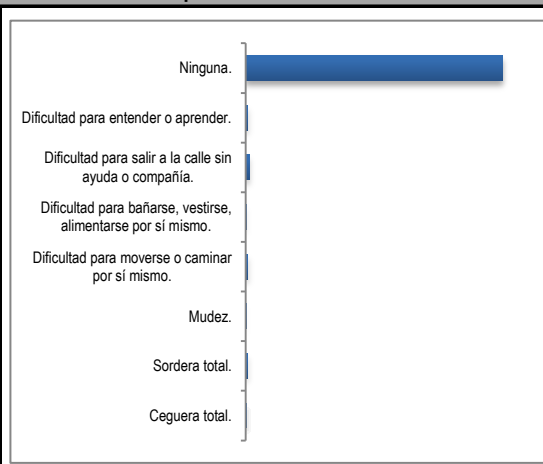 Ninguna.
Dificultad para entender o aprender.
Dificultad para salir a la calle sin
ayuda o compañía.
Dificultad para bañarse, vestirse,
alimentarse por sí mismo.
Dificultad para moverse o caminar
por sí mismo.
Mudez.
Sordera total.
Ceguera total.